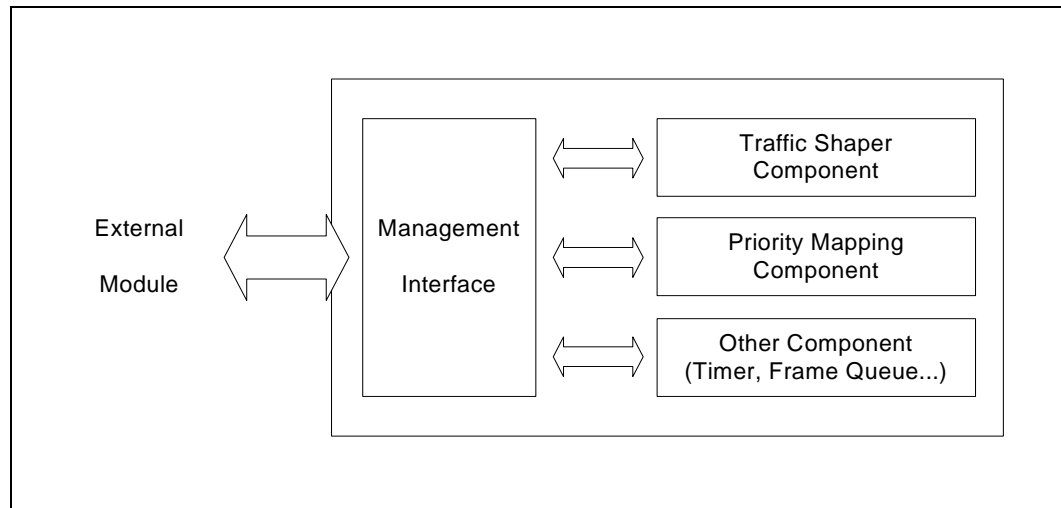 External
Module
Management
Interface
Traffic Shaper
Component
Priority Mapping
Component
Other Component
(Timer, Frame Queue...)